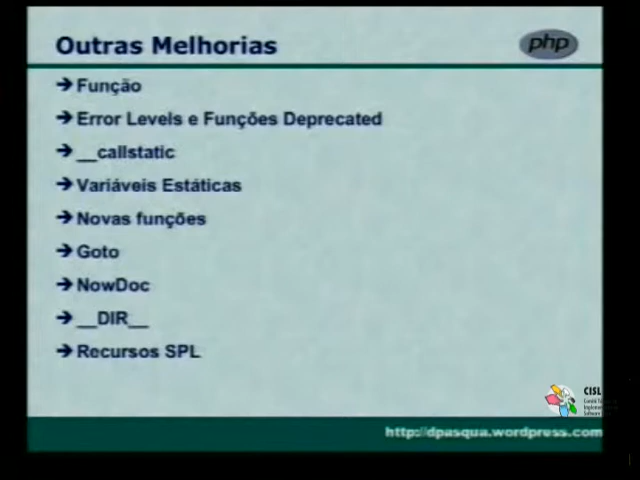 Outras Melhorias
php
Função
Error Levels e Funções Deprecated
__callstatic
Variáveis Estáticas
Novas funções
Goto
NowDoc
__DIR__
Recursos SPL
CISL
http://dpasqua.wordpress.com